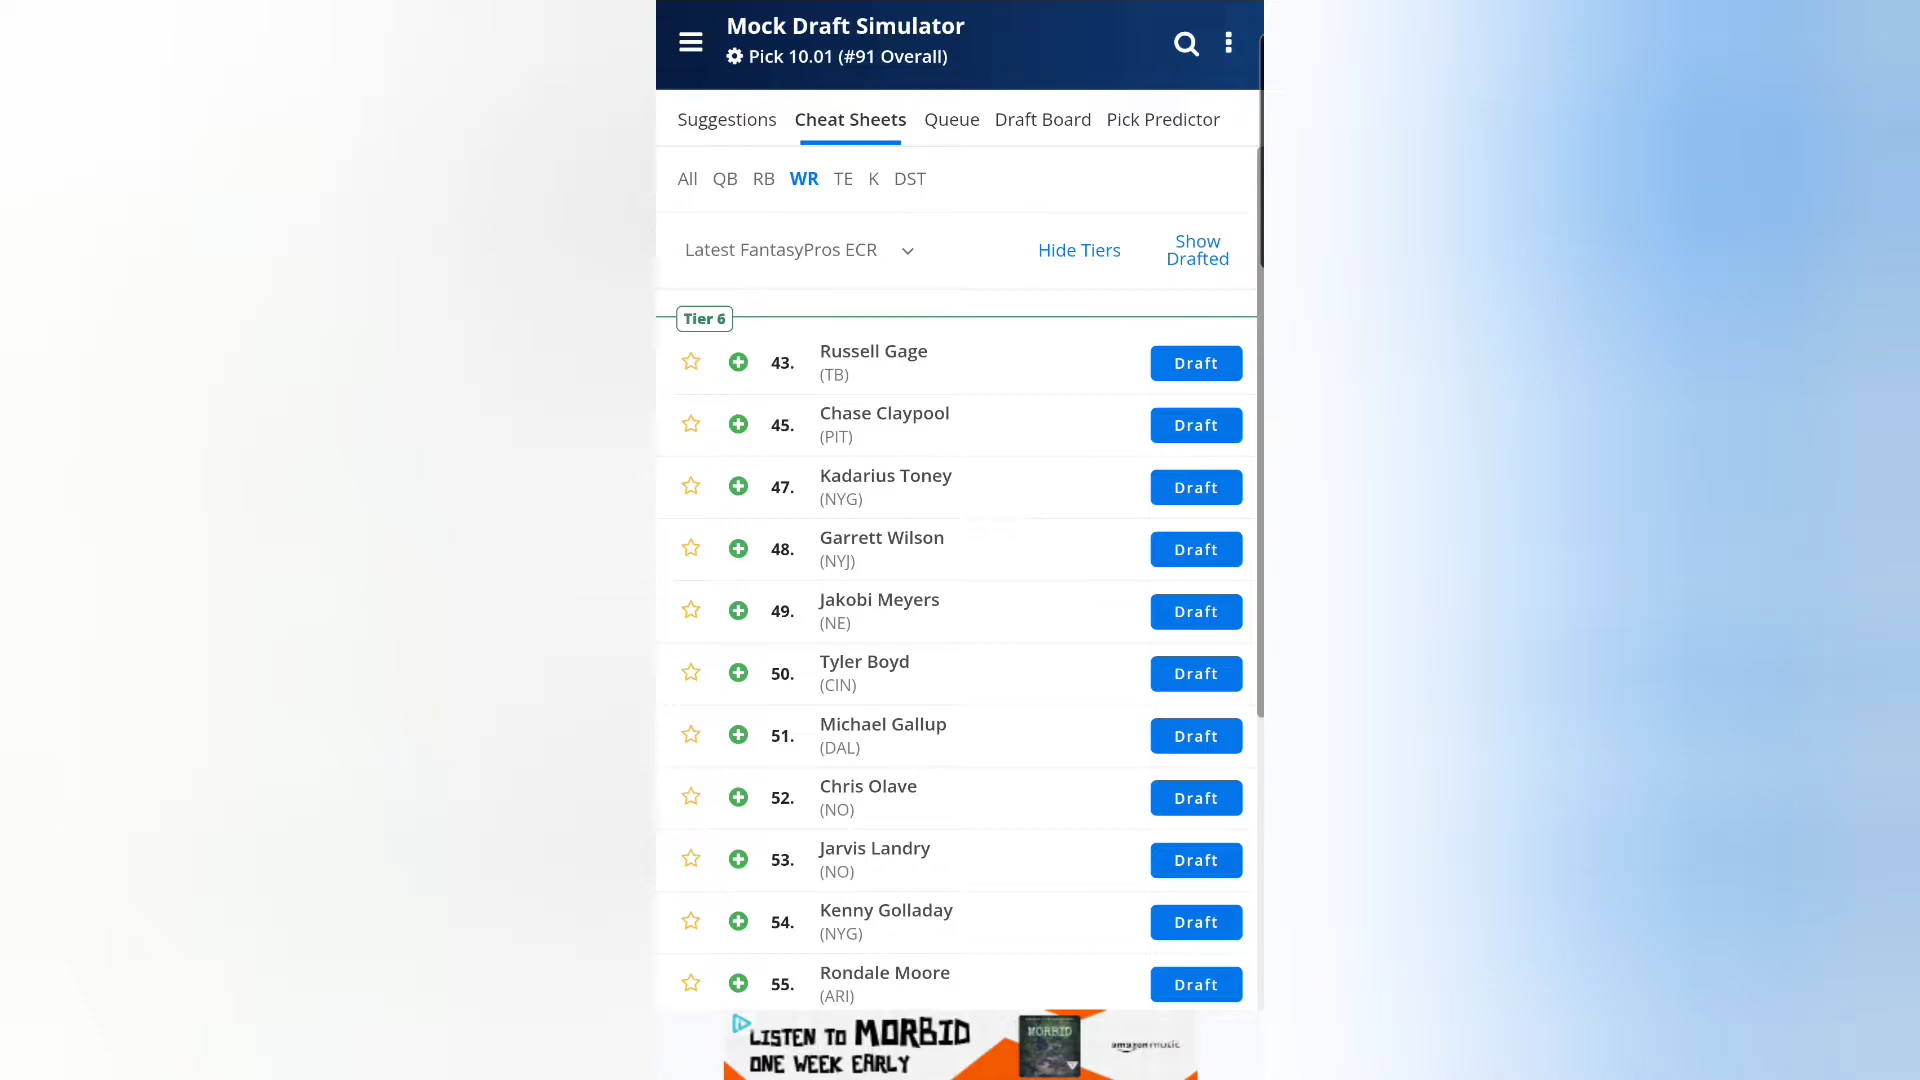 Mock Draft Simulator
Pick 10.01 (#91 Overall)
Suggestions Cheat Sheets Queue Draft Board Pick Predictor
All QB RB WR TE K DST
Latest FantasyPros ECR Hide Tiers Show Drafted
Tier 6
43. Russell Gage Draft
(TB)
45. Chase Claypool Draft
(PIT)
47. Kadarius Toney Draft
(NYG)
48. Garrett Wilson Draft
(NYJ)
49. Jakobi Meyers Draft
(NE)
50. Tyler Boyd Draft
(CIN)
51. Michael Gallup Draft
(DAL)
52. Chris Olave Draft
(NO)
53. Jarvis Landry Draft
(NO)
54. Kenny Golladay Draft
(NYG)
55. Rondale Moore Draft
(ARI)
LISTEN TO MORBID
ONE WEEK EARLY
MORBID
amazon music